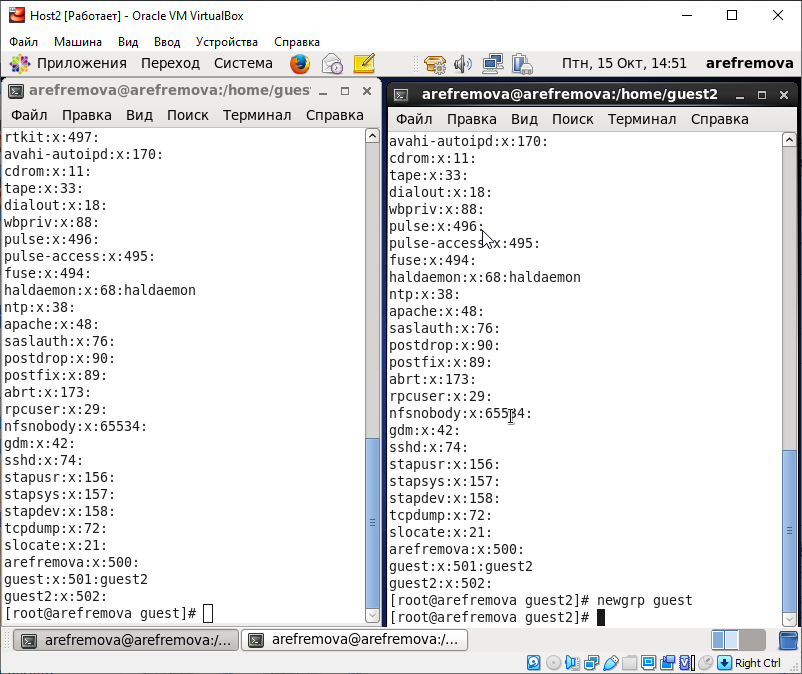 Host2 [Работает] - Oracle VM VirtualBox
Файл Машина Вид Ввод Устройства Справка
Приложения Переход Система Птн, 15 Окт, 14:51 arefremova
arefremova@arefremova:/home/gues
Файл Правка Вид Поиск Терминал Справка
rtkit:x:497:
avahi-autoipd:x:170:
cdrom:x:11:
tape:x:33:
dialout:x:18:
wbpriv:x:88:
pulse:x:496:
pulse-access:x:495:
fuse:x:494:
haldaemon:x:68:haldaemon
ntp:x:38:
apache:x:48:
saslauth:x:76:
postdrop:x:90:
postfix:x:89:
abrt:x:173:
rpcuser:x:29:
nfsnobody:x:65534:
gdm:x:42:
sshd:x:74:
stapusr:x:156:
stapsys:x:157:
stapdev:x:158:
tcpdump:x:72:
slocate:x:21:
arefremova:x:500:
guest:x:501:guest2
guest2:x:502:
[root@arefremova guest]#
arefremova@arefremova:/home/guest2
Файл Правка Вид Поиск Терминал Справка
avahi-autoipd:x:170:
cdrom:x:11:
tape:x:33:
dialout:x:18:
wbpriv:x:88:
pulse:x:496:
pulse-access:x:495:
fuse:x:494:
haldaemon:x:68:haldaemon
ntp:x:38:
apache:x:48:
saslauth:x:76:
postdrop:x:90:
postfix:x:89:
abrt:x:173:
rpcuser:x:29:
nfsnobody:x:65534:
gdm:x:42:
sshd:x:74:
stapusr:x:156:
stapsys:x:157:
stapdev:x:158:
tcpdump:x:72:
slocate:x:21:
arefremova:x:500:
guest:x:501:guest2
guest2:x:502:
[root@arefremova guest2]# newgrp guest
[root@arefremova guest2]#
arefremova@arefremova:/... arefremova@arefremova:/...
Right Ctrl